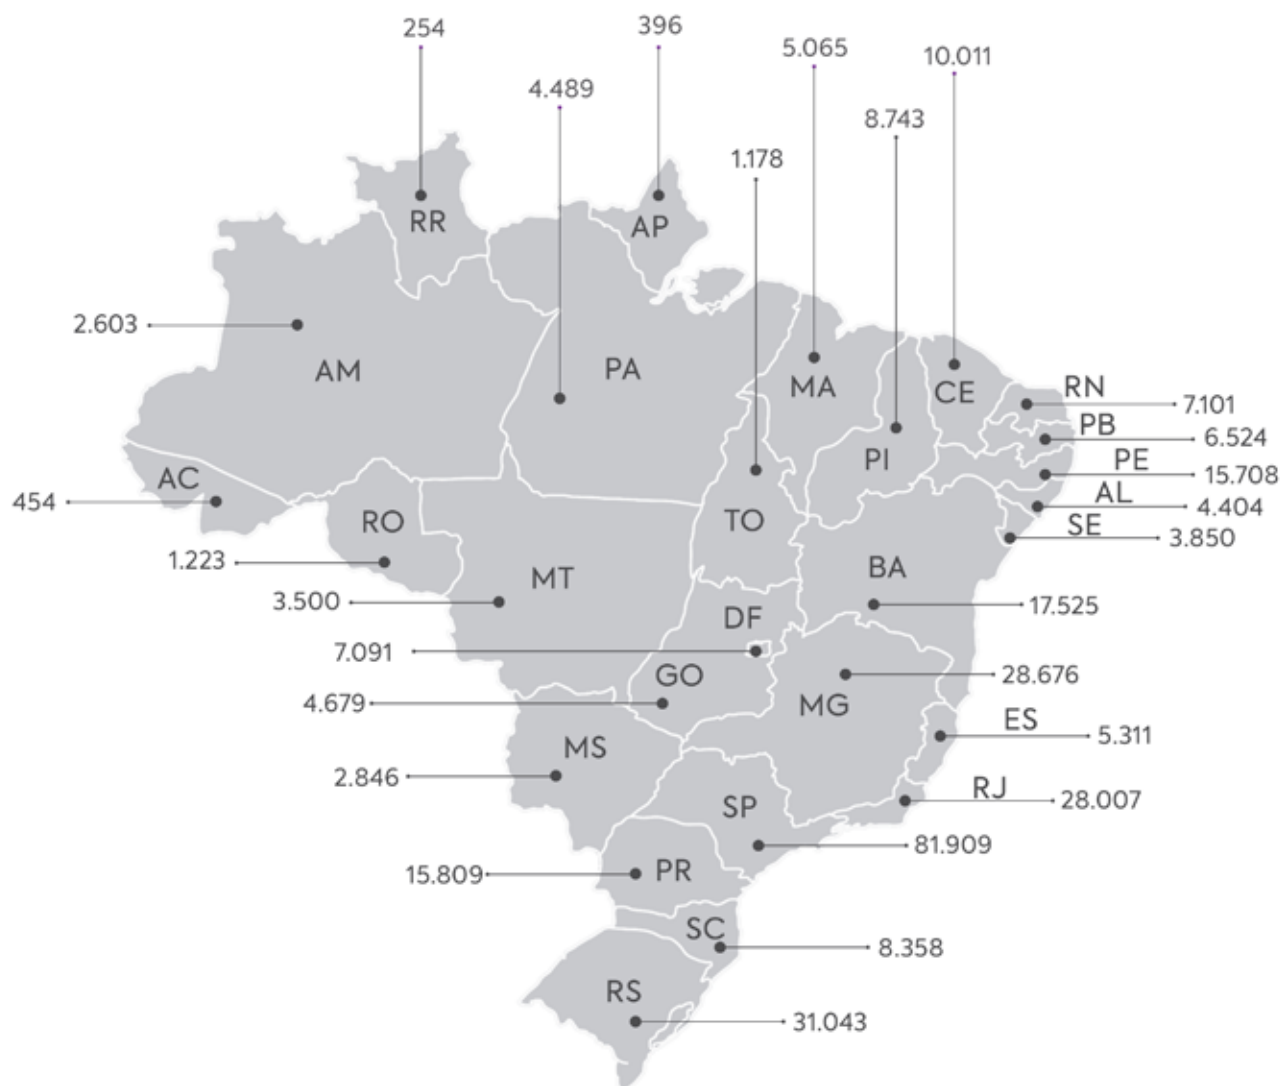 254
396
5.065
10.011
4.489
8.743
1.178
RR
AP
2.603
AM
PA
MA
CE
RN
7.101
PB
6.524
PI
PE
15.708
AC
454
AL
4.404
RO
TO
SE
3.850
1.223
MT
BA
3.500
17.525
DF
7.091
GO
28.676
4.679
MG
ES
5.311
MS
2.846
RJ
28.007
SP
81.909
15.809
PR
SC
8.358
RS
31.043